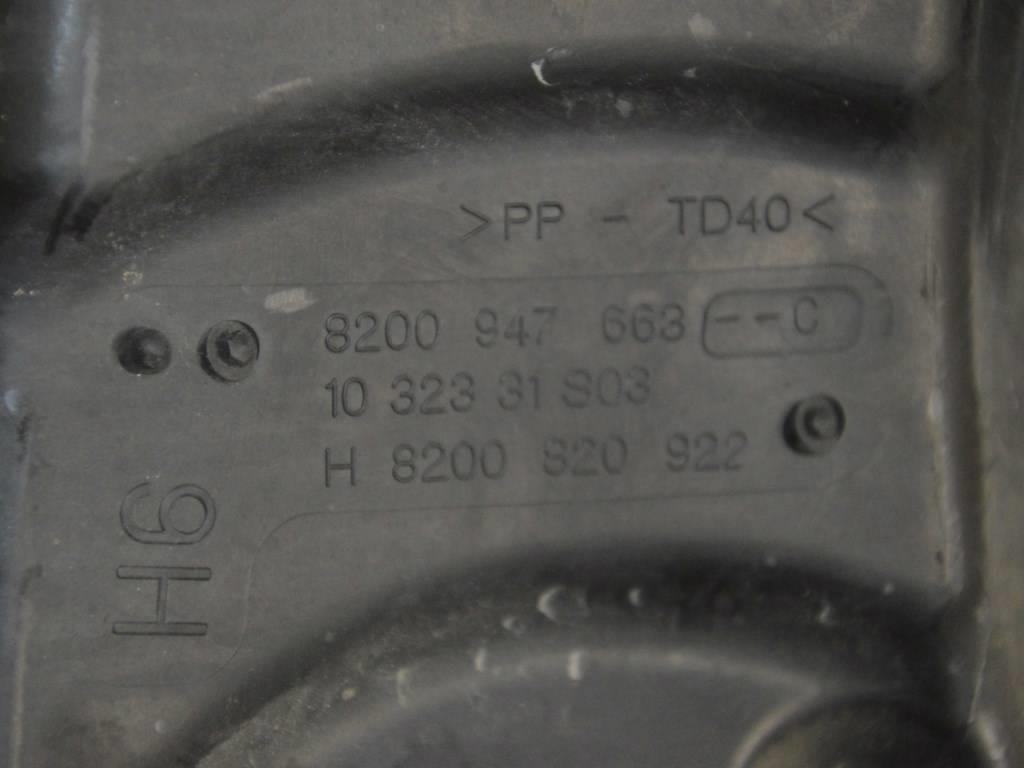 >PP - TD40<
8200 947 663 --C
10 323 31 S03
H 8200 820 922
H6